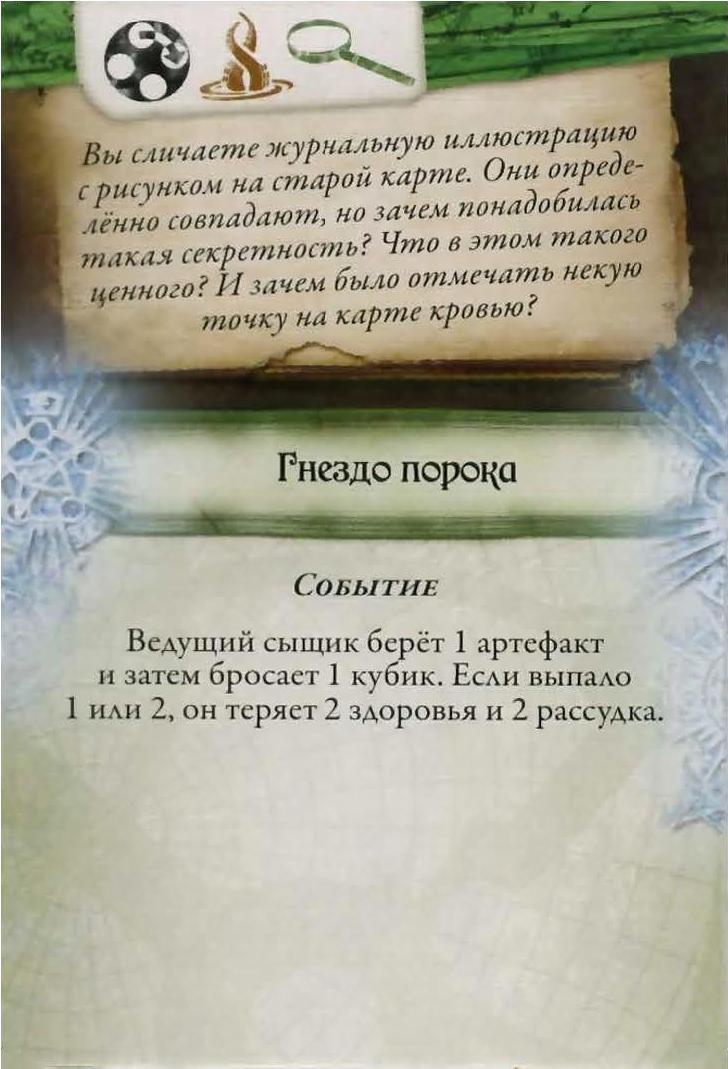 Вы сличаете журнальную иллюстрацию
с рисунком на старой карте. Они опреде-
лённо совпадают, но зачем понадобилась
такая секретность? Что в этом такого
ценного? И зачем было отмечать некую
точку на карте кровью?
Гнездо порока
Событие
Ведущий сыщик берёт 1 артефакт
и затем бросает 1 кубик. Если выпало
1 или 2, он теряет 2 здоровья и 2 рассудка.